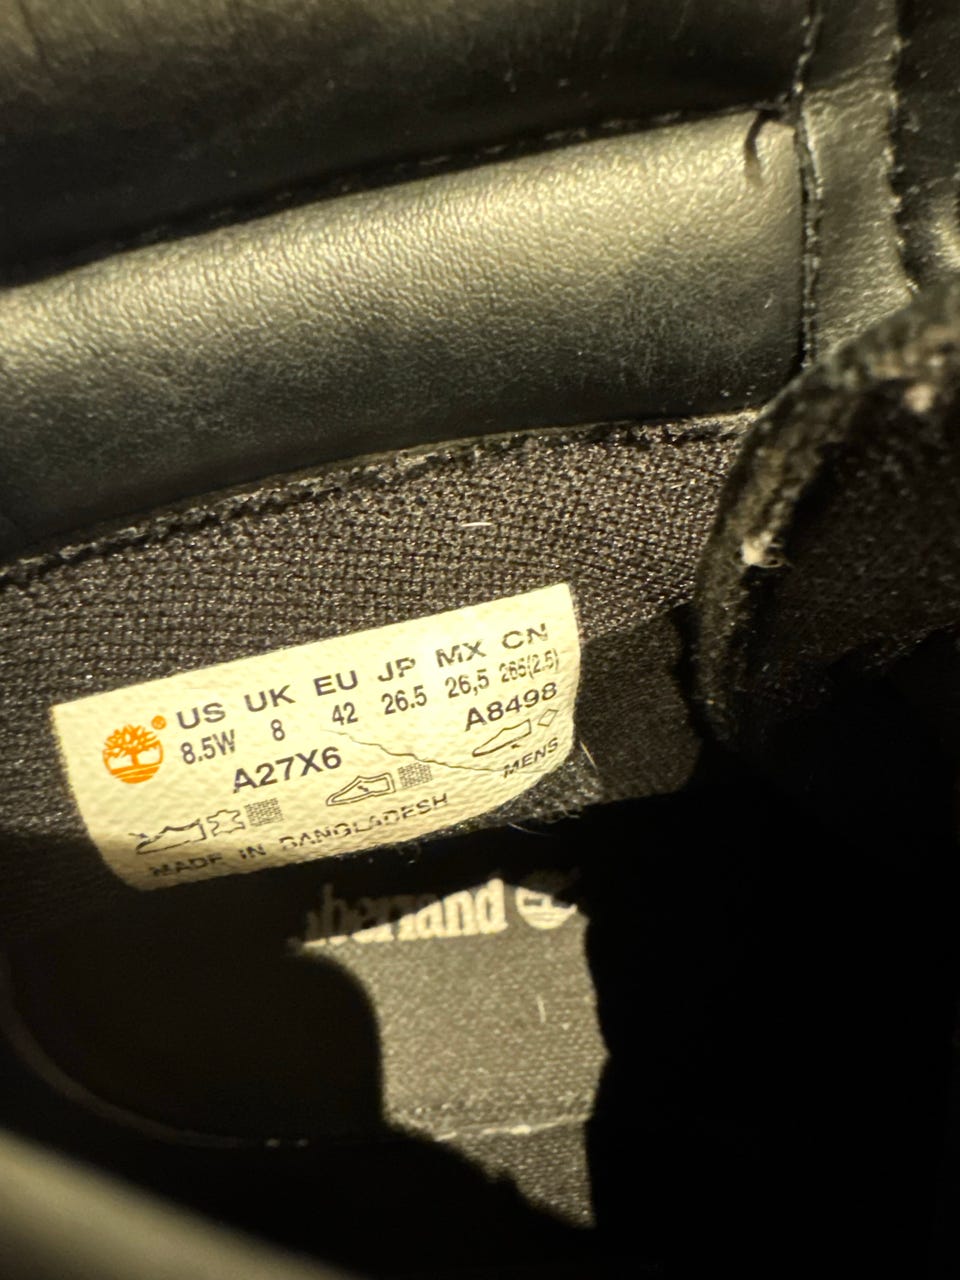 US UK EU JP MX CN
8.5W 8 42 26.5 26,5 265(2.5)
A27X6 A8498
MENS
MADE IN BANGLADESH
berland